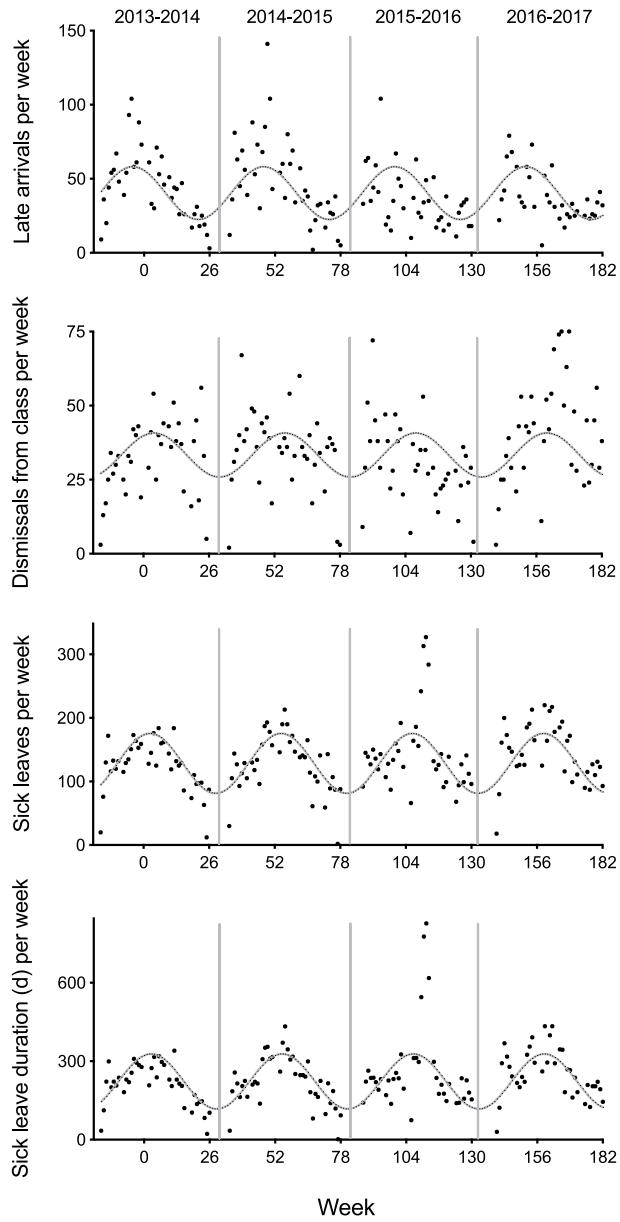 2013-2014 2014-2015 2015-2016 2016-2017
Late arrivals per week
150
100
50
0
0 26 52 78 104 130 156 182
Dismissals from class per week
75
50
25
0
0 26 52 78 104 130 156 182
Sick leaves per week
300
200
100
0
0 26 52 78 104 130 156 182
Sick leave duration (d) per week
600
300
0
0 26 52 78 104 130 156 182
Week